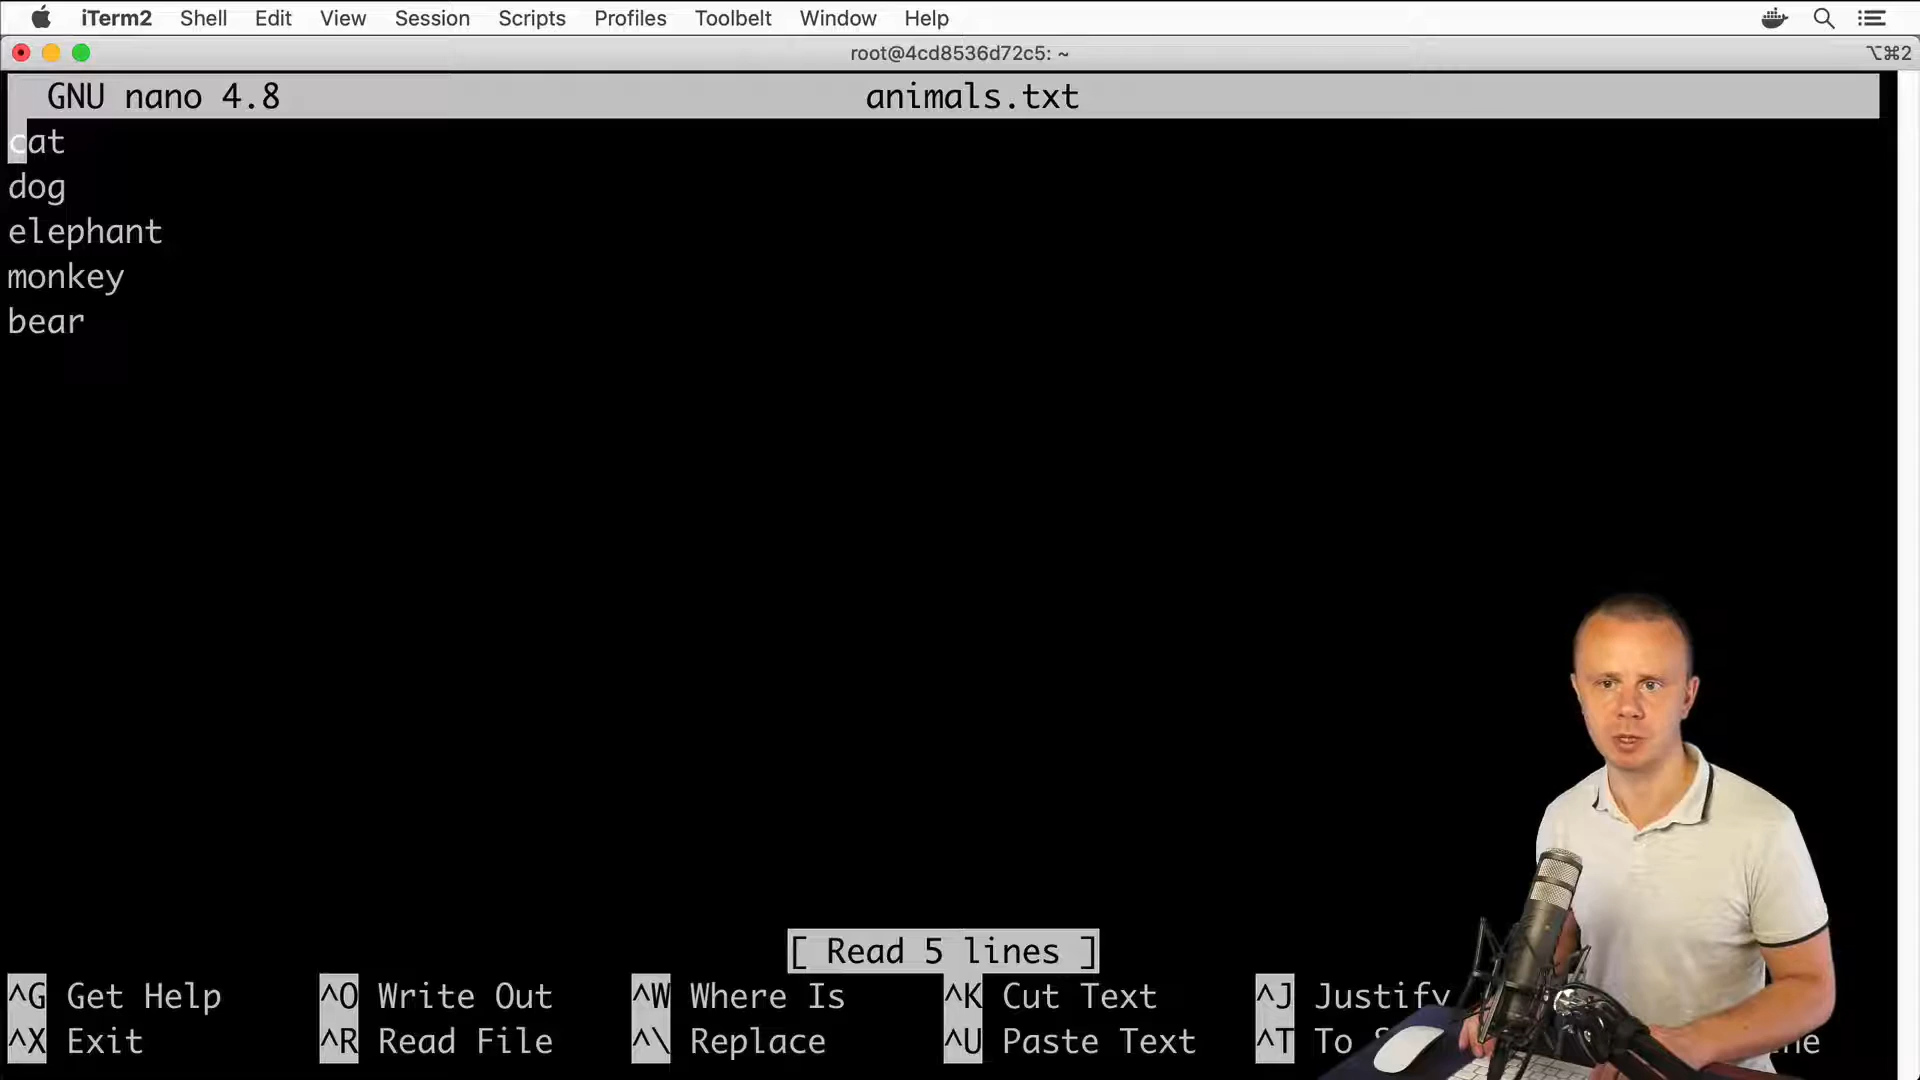 iTerm2 Shell Edit View Session Scripts Profiles Toolbelt Window Help
root@4cd8536d72c5: ~ ⌥⌘2
GNU nano 4.8 animals.txt
cat
dog
elephant
monkey
bear
[ Read 5 lines ]
^G Get Help ^O Write Out ^W Where Is ^K Cut Text ^J Justify
^X Exit ^R Read File ^\ Replace ^U Paste Text ^T To